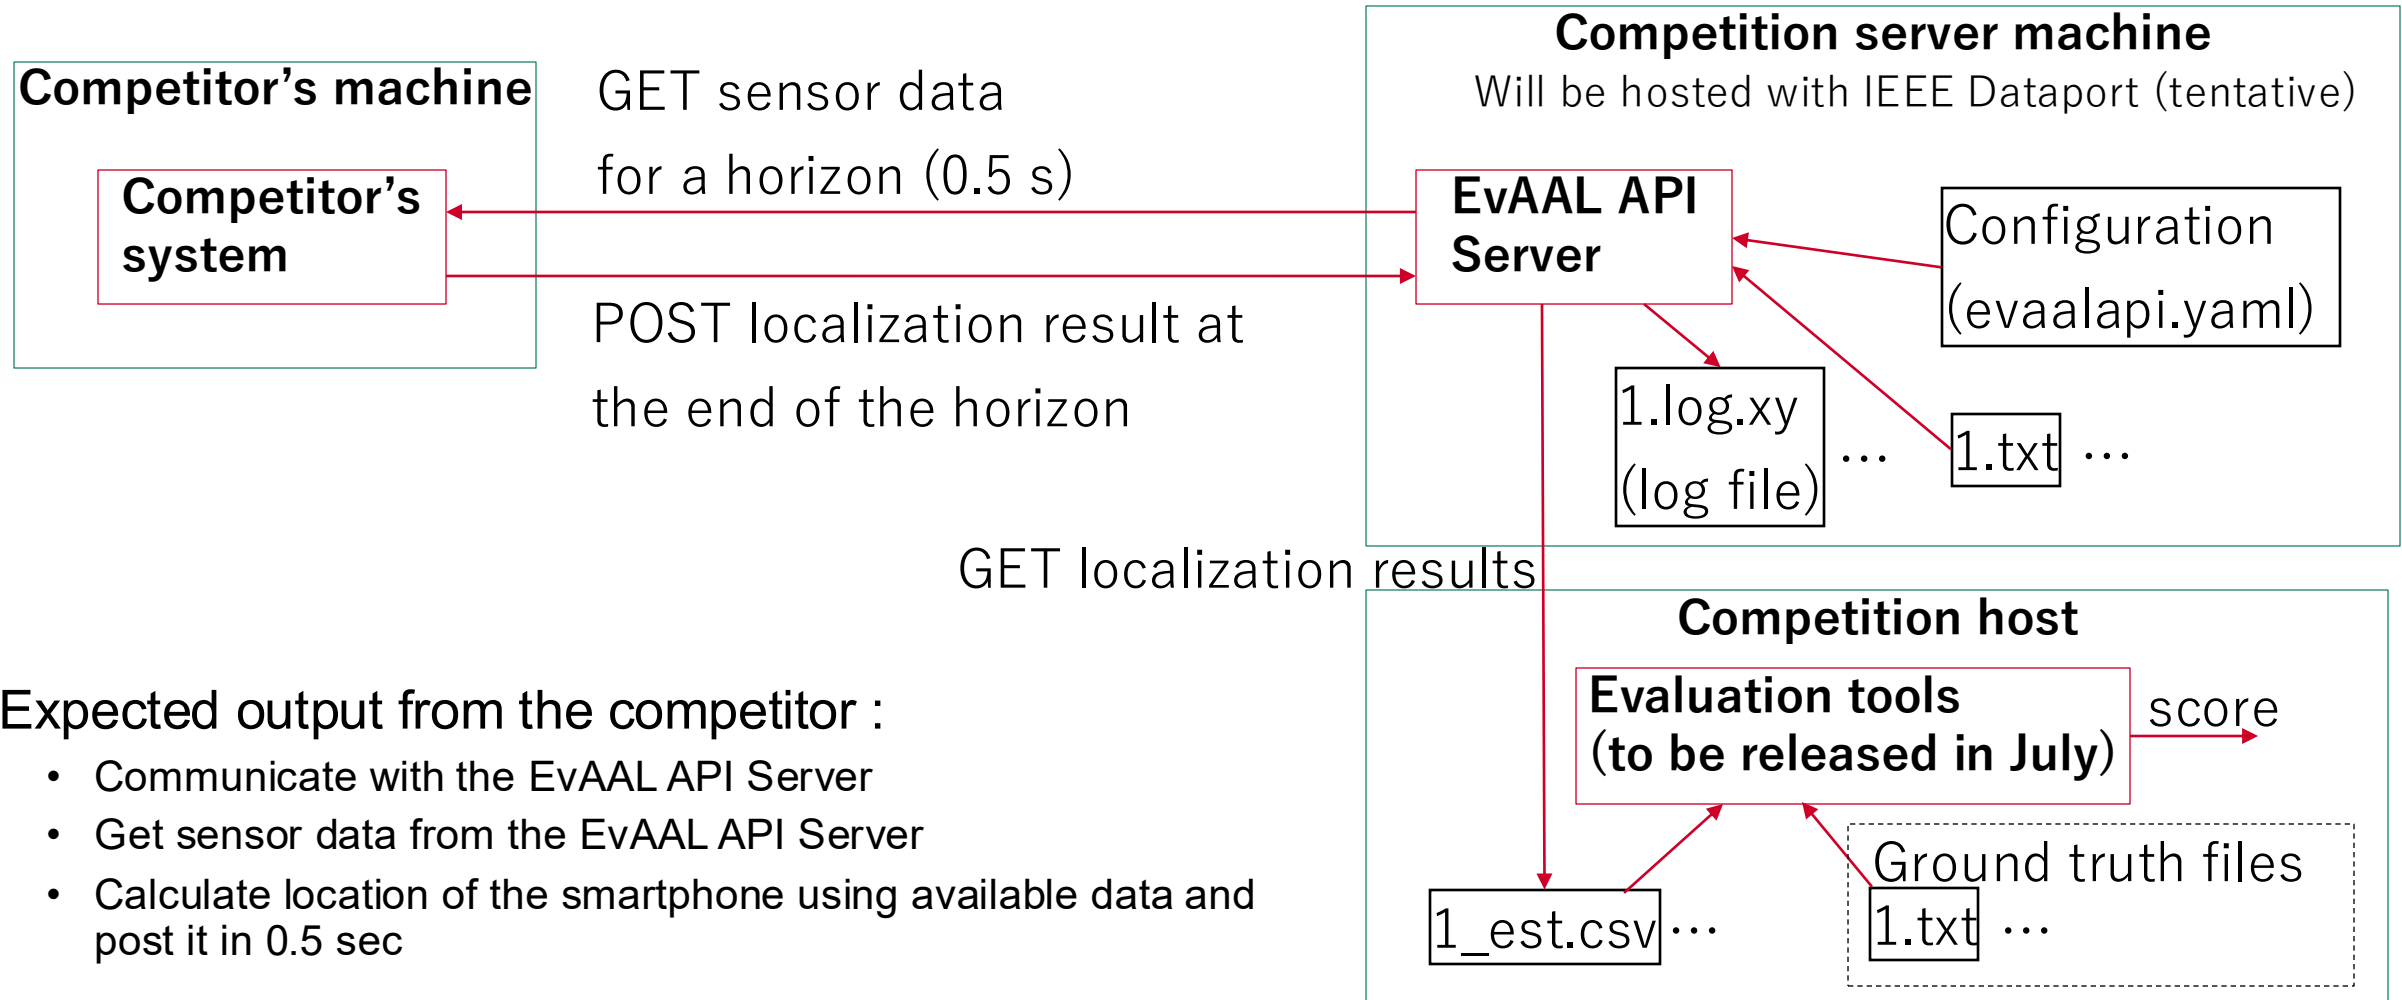 Competition server machine
Will be hosted with IEEE Dataport (tentative)
Competitor’s machine
GET sensor data
for a horizon (0.5 s)
Competitor’s
system
EvAAL API
Server
Configuration
(evaalapi.yaml)
POST localization result at
the end of the horizon
1.log.xy
(log file)
…
1.txt
…
GET localization results
Competition host
Evaluation tools
(to be released in July)
score
Expected output from the competitor :
• Communicate with the EvAAL API Server
• Get sensor data from the EvAAL API Server
• Calculate location of the smartphone using available data and
post it in 0.5 sec
Ground truth files
1_est.csv
…
1.txt
…